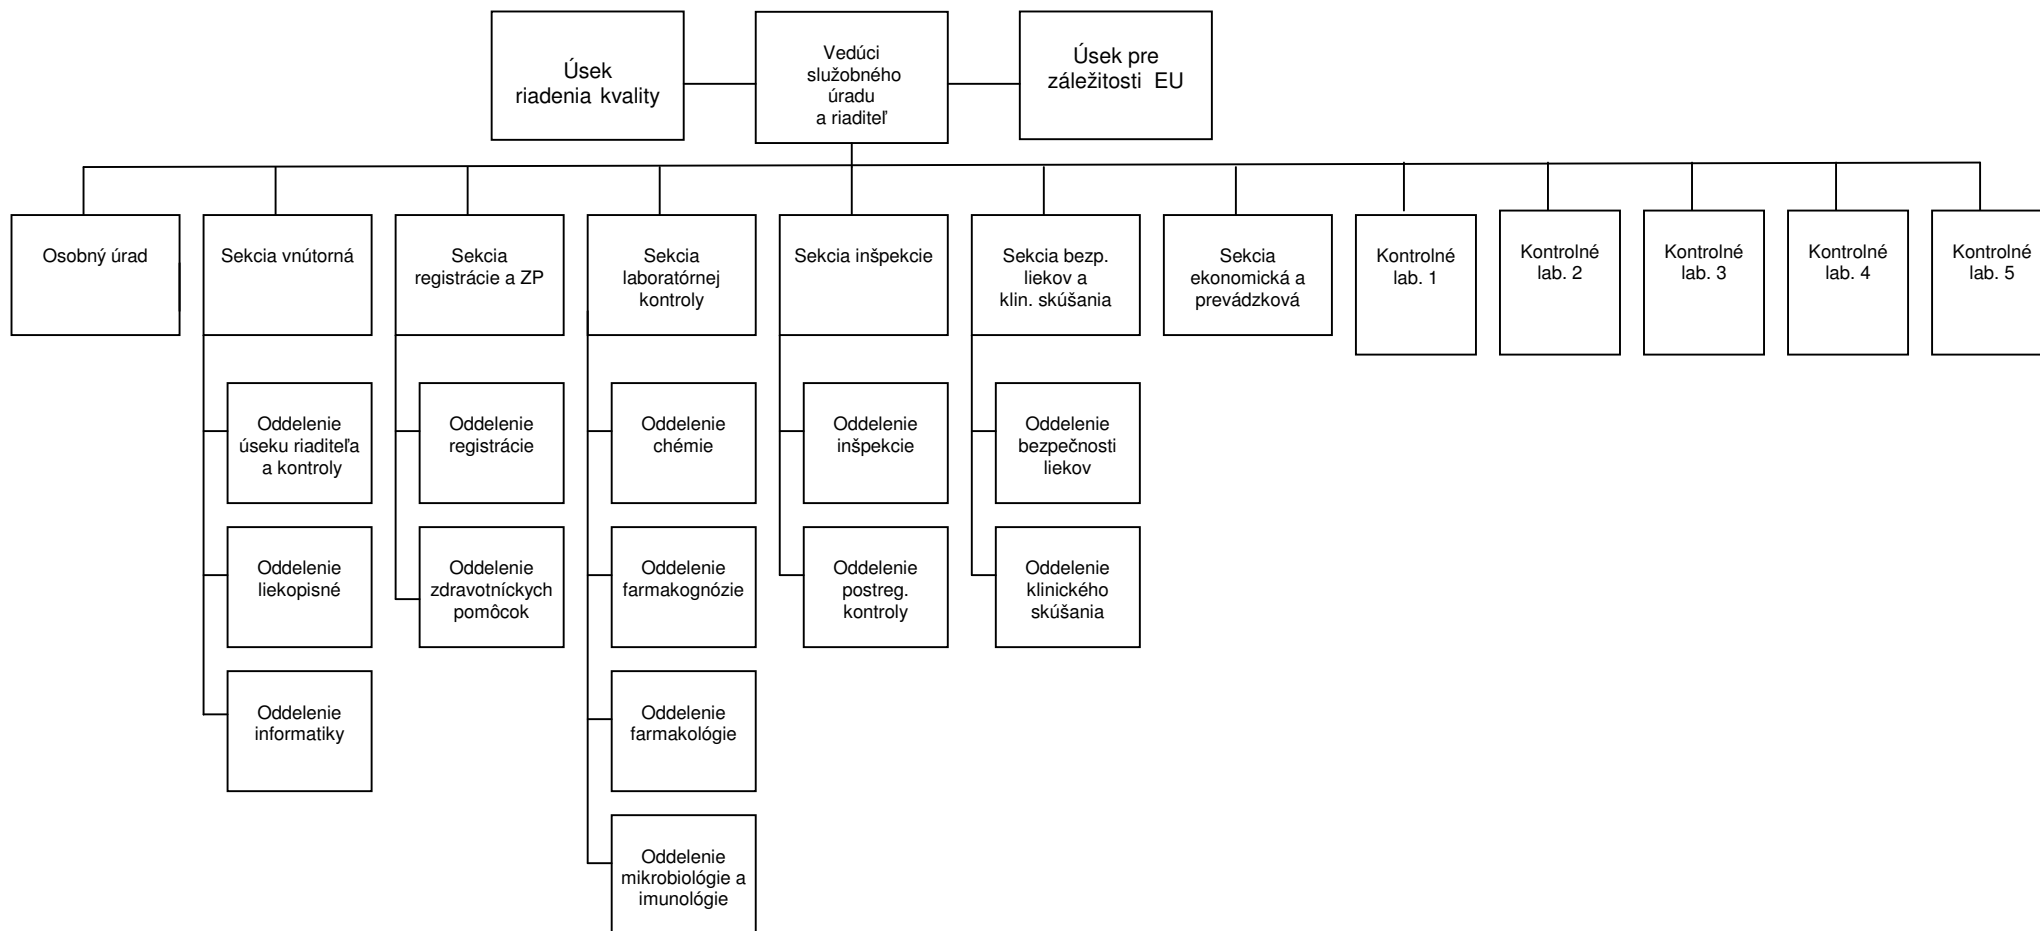 Úsek
riadenia kvality
Vedúci
služobného
úradu
a riaditeľ
Úsek pre
záležitosti EU
Osobný úrad
Sekcia vnútorná
Sekcia
registrácie a ZP
Sekcia
laboratórnej
kontroly
Sekcia inšpekcie
Sekcia bezp.
liekov a
klin. skúšania
Sekcia
ekonomická a
prevádzková
Kontrolné
lab. 1
Kontrolné
lab. 2
Kontrolné
lab. 3
Kontrolné
lab. 4
Kontrolné
lab. 5
Oddelenie
úseku riaditeľa
a kontroly
Oddelenie
registrácie
Oddelenie
chémie
Oddelenie
inšpekcie
Oddelenie
bezpečnosti
liekov
Oddelenie
liekopisné
Oddelenie
zdravotníckych
pomôcok
Oddelenie
farmakognózie
Oddelenie
postreg.
kontroly
Oddelenie
klinického
skúšania
Oddelenie
informatiky
Oddelenie
farmakológie
Oddelenie
mikrobiológie a
imunológie